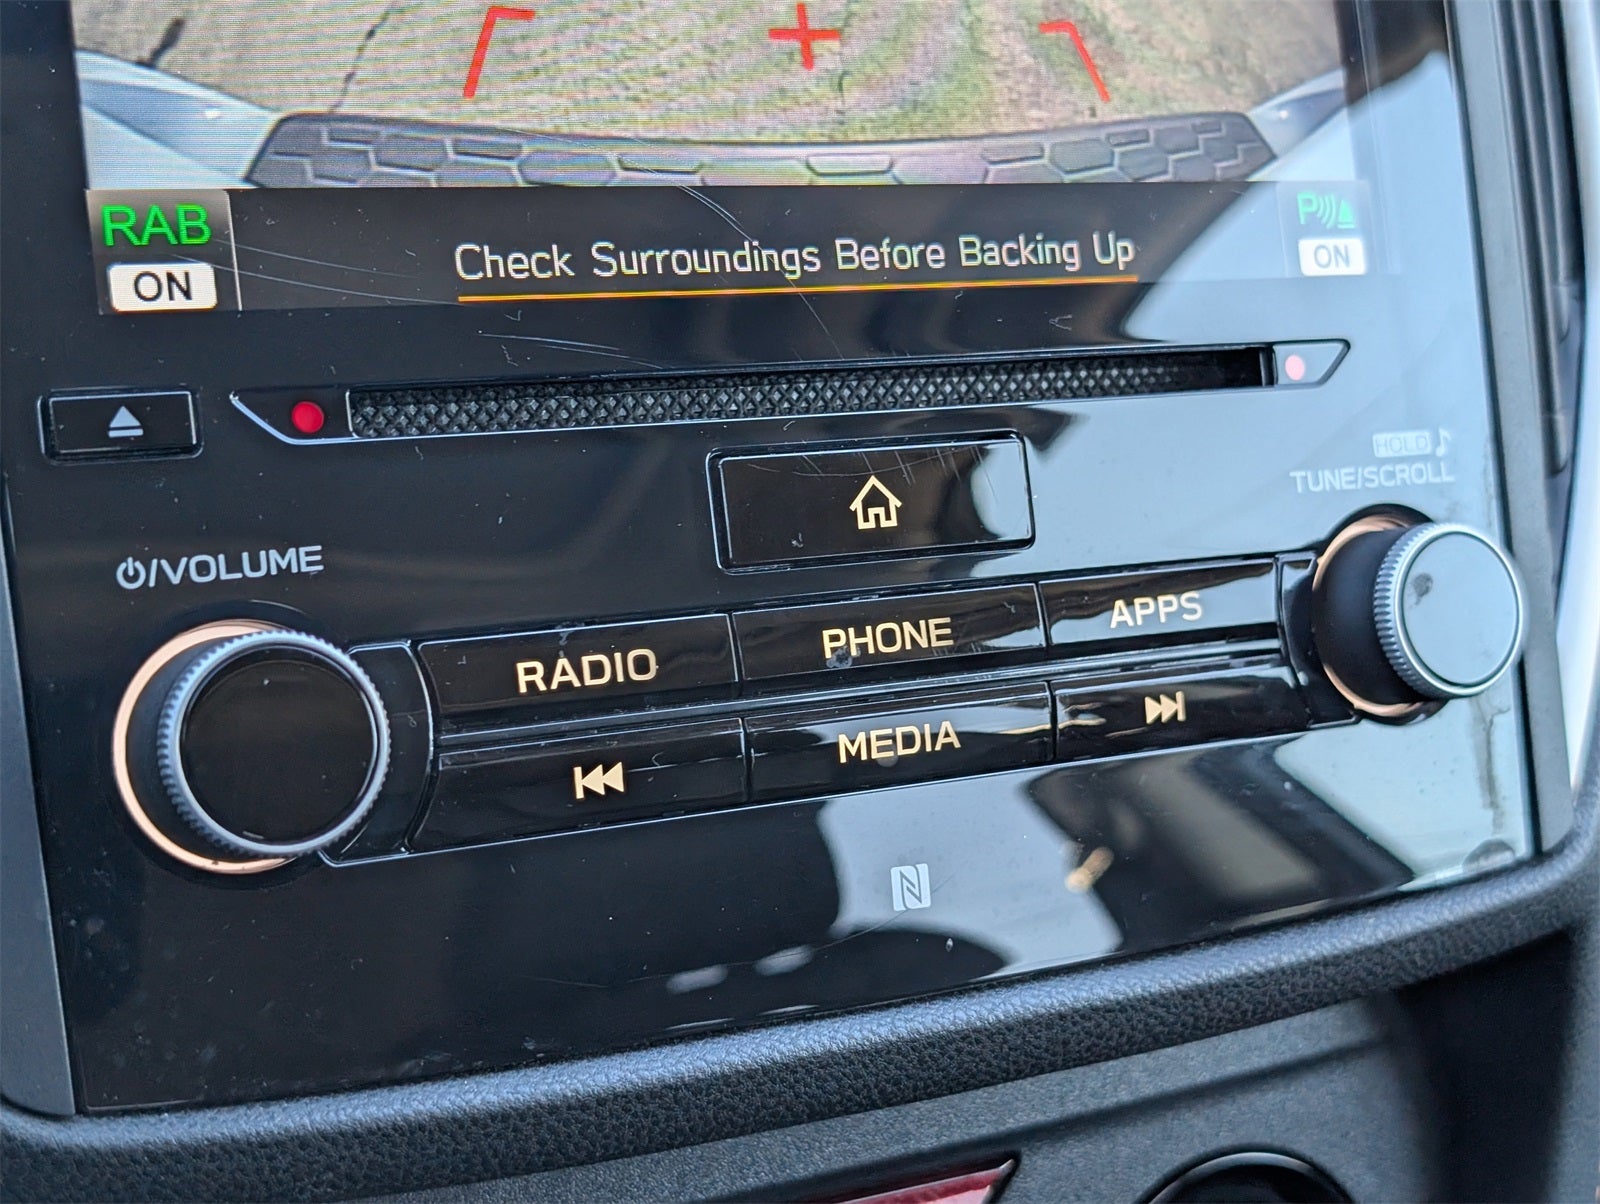 RAB
ON
Check Surroundings Before Backing Up
P
ON
HOLD
TUNE/SCROLL
/VOLUME
RADIO
PHONE
APPS
MEDIA